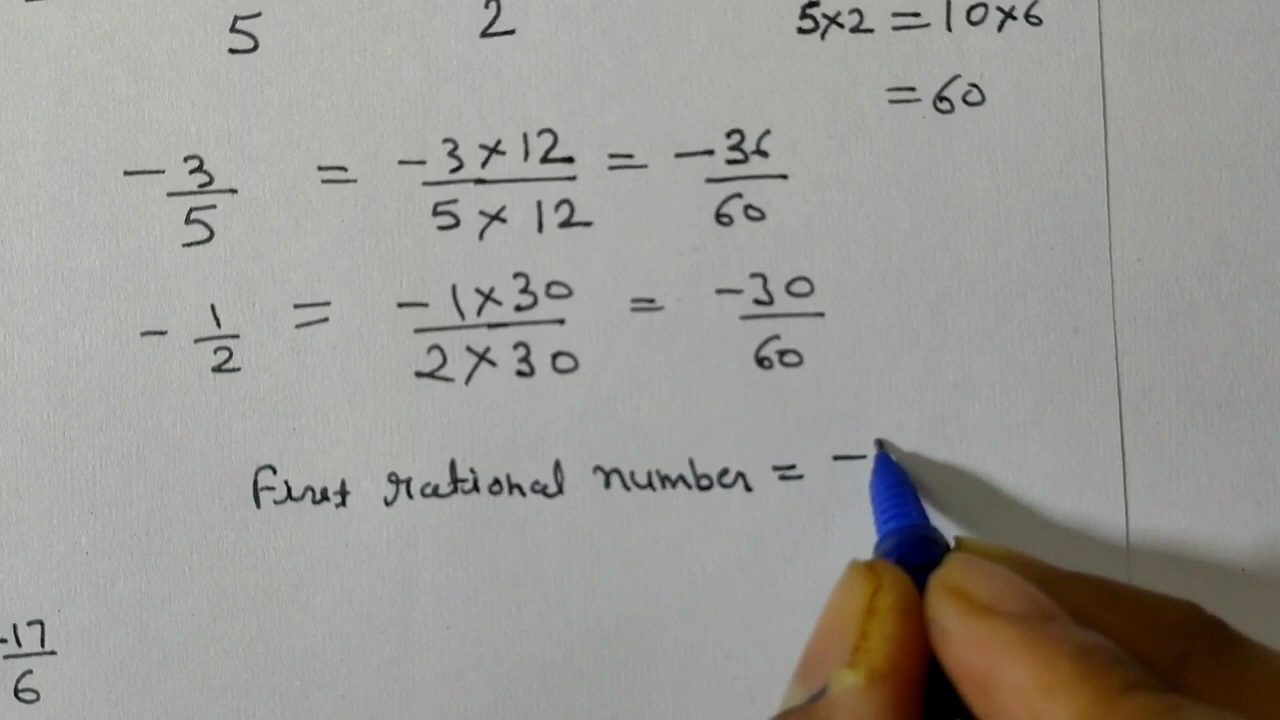 5 2 5×2 = 10×6
= 60
-3/5 = -3×12/5×12 = -36/60
-1/2 = -1×30/2×30 = -30/60
First rational number = -
-17/6